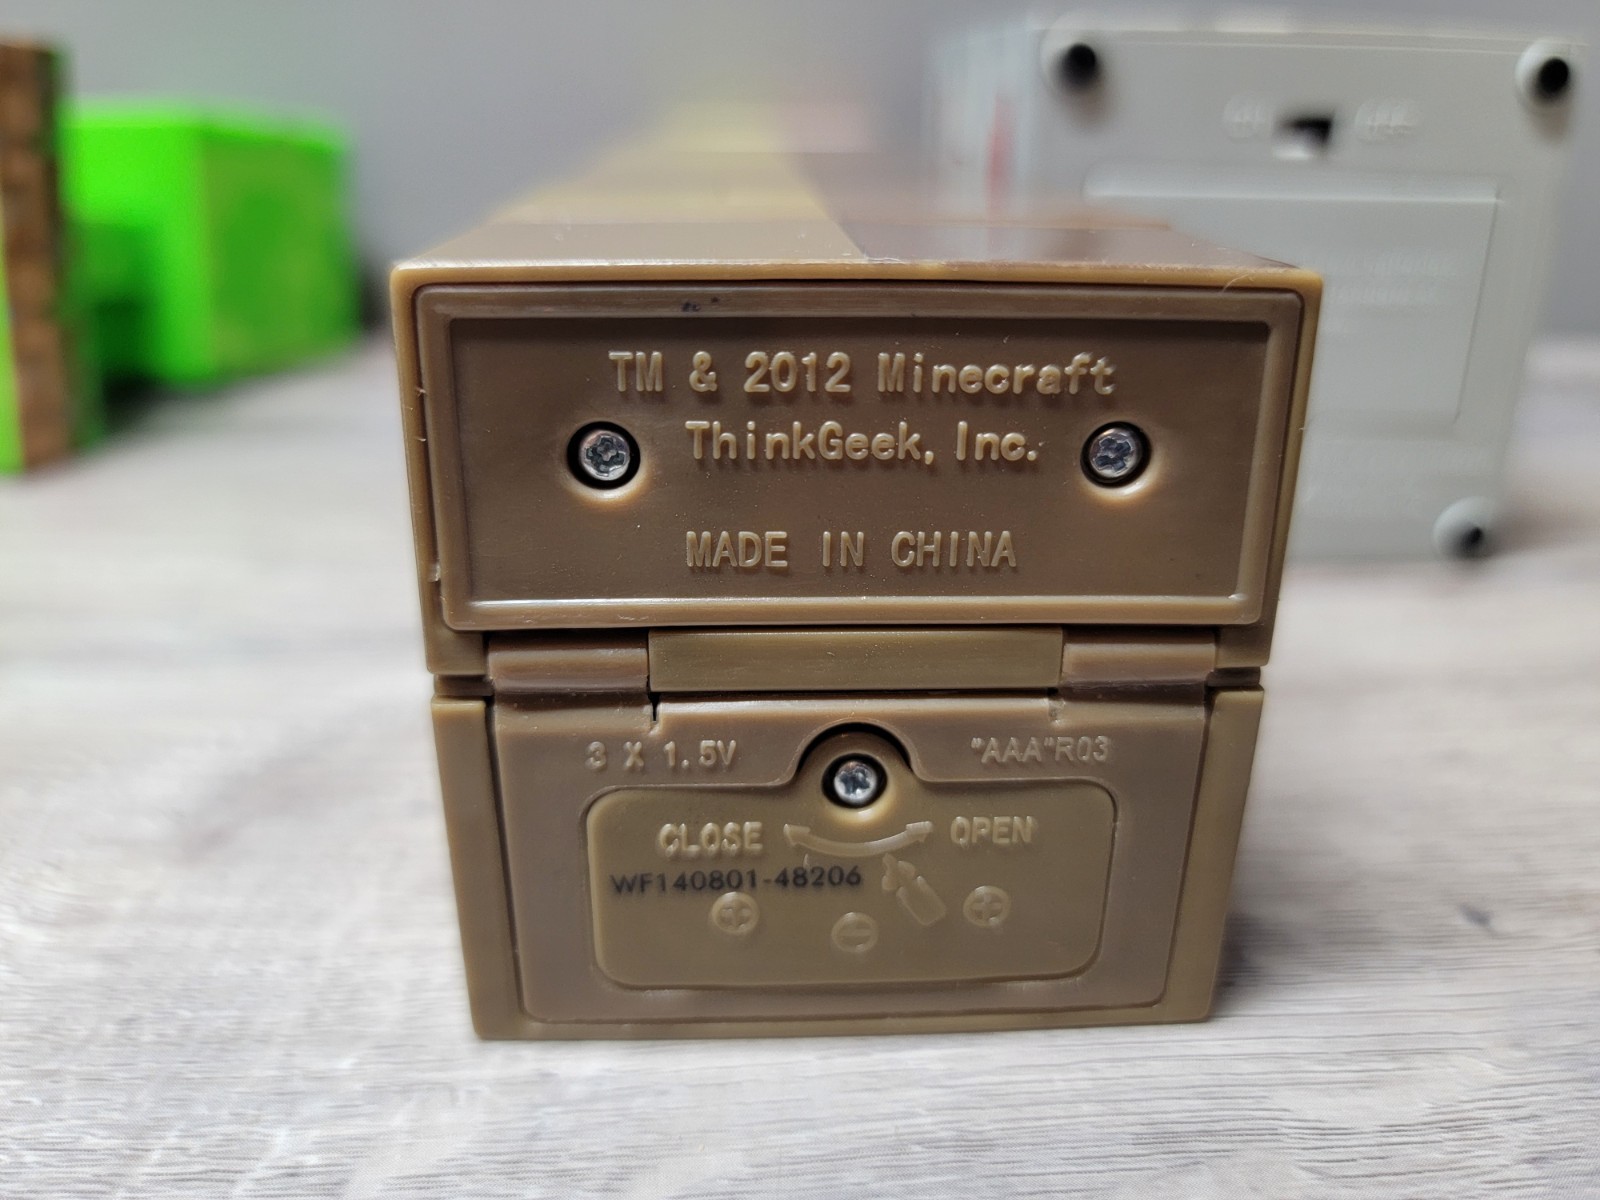 TM & 2012 Minecraft
ThinkGeek, Inc.
MADE IN CHINA
3 X 1.5V
"AAA"R03
CLOSE
OPEN
WF140801-48206